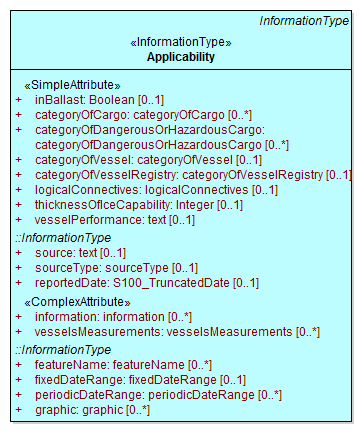 InformationType
«InformationType»
Applicability
«SimpleAttribute»
+ inBallast: Boolean [0..1]
+ categoryOfCargo: categoryOfCargo [0..*]
+ categoryOfDangerousOrHazardousCargo:
categoryOfDangerousOrHazardousCargo [0..*]
+ categoryOfVessel: categoryOfVessel [0..1]
+ categoryOfVesselRegistry: categoryOfVesselRegistry [0..1]
+ logicalConnectives: logicalConnectives [0..1]
+ thicknessOfIceCapability: Integer [0..1]
+ vesselPerformance: text [0..1]
::InformationType
+ source: text [0..1]
+ sourceType: sourceType [0..1]
+ reportedDate: S100_TruncatedDate [0..1]
«ComplexAttribute»
+ information: information [0..*]
+ vesselsMeasurements: vesselsMeasurements [0..*]
::InformationType
+ featureName: featureName [0..*]
+ fixedDateRange: fixedDateRange [0..1]
+ periodicDateRange: periodicDateRange [0..*]
+ graphic: graphic [0..*]